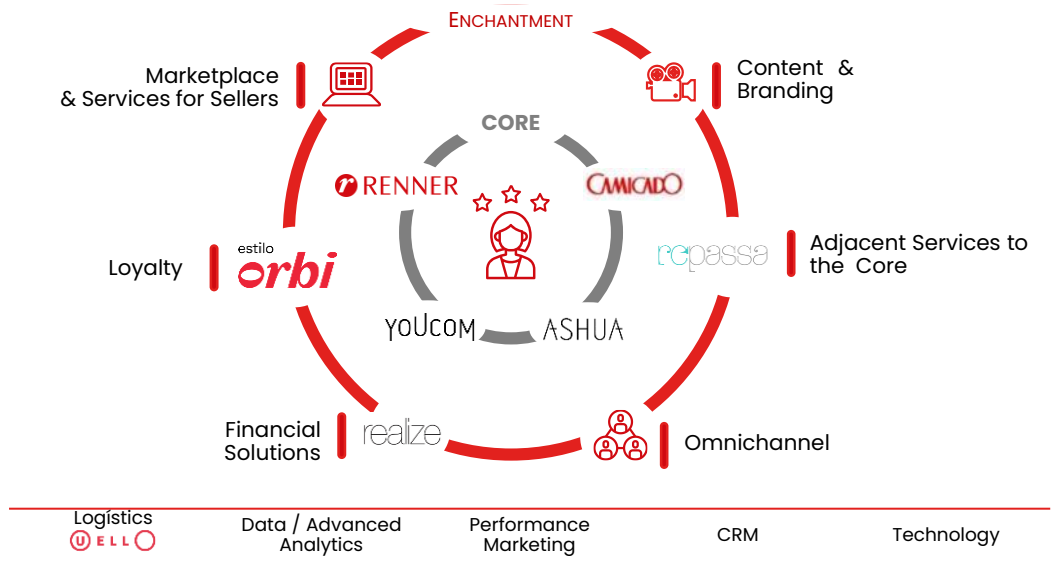 ENCHANTMENT
Marketplace
& Services for Sellers
Content &
Branding
CORE
r RENNER
CAMICADO
estilo
orbi
Loyalty
repassa
Adjacent Services to
the Core
YOUCOM
ASHUA
Financial
Solutions
realize
Omnichannel
Logístics
UELLO
Data / Advanced
Analytics
Performance
Marketing
CRM
Technology